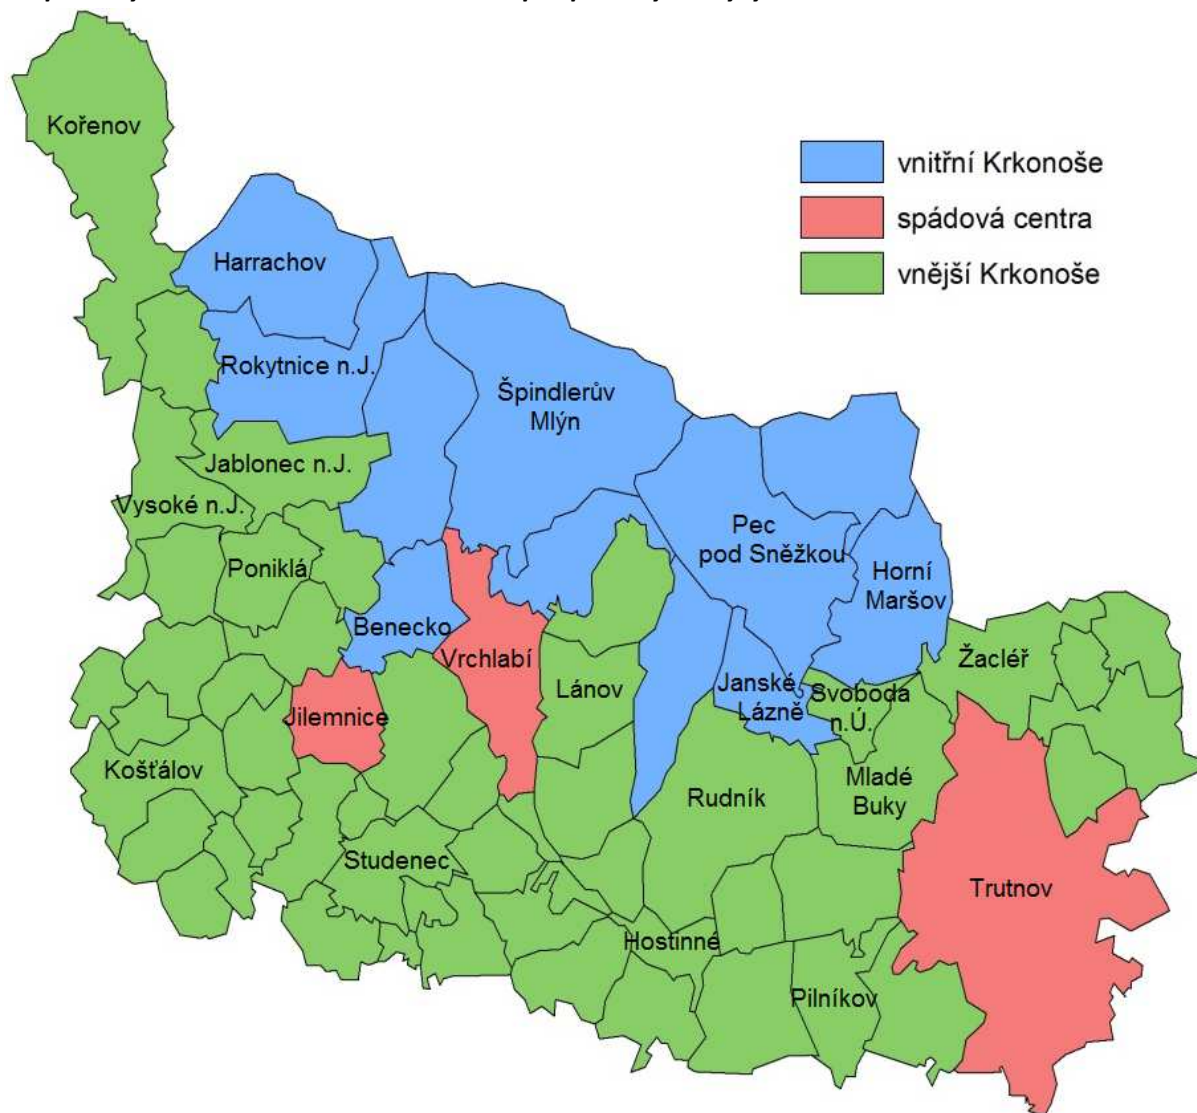 Kořenov
vnitřní Krkonoše
spádová centra
vnější Krkonoše
Harrachov
Rokytnice n.J.
Špindlerův
Mlýn
Jablonec n.J.
Vysoké n.J.
Poniklá
Pec
pod Sněžkou
Horní
Maršov
Benecko
Vrchlabí
Lánov
Janské
Lázně
Svoboda
n.Ú.
Žacléř
Jilemnice
Košťálov
Rudník
Mladé
Buky
Studenec
Trutnov
Hostinné
Pilníkov